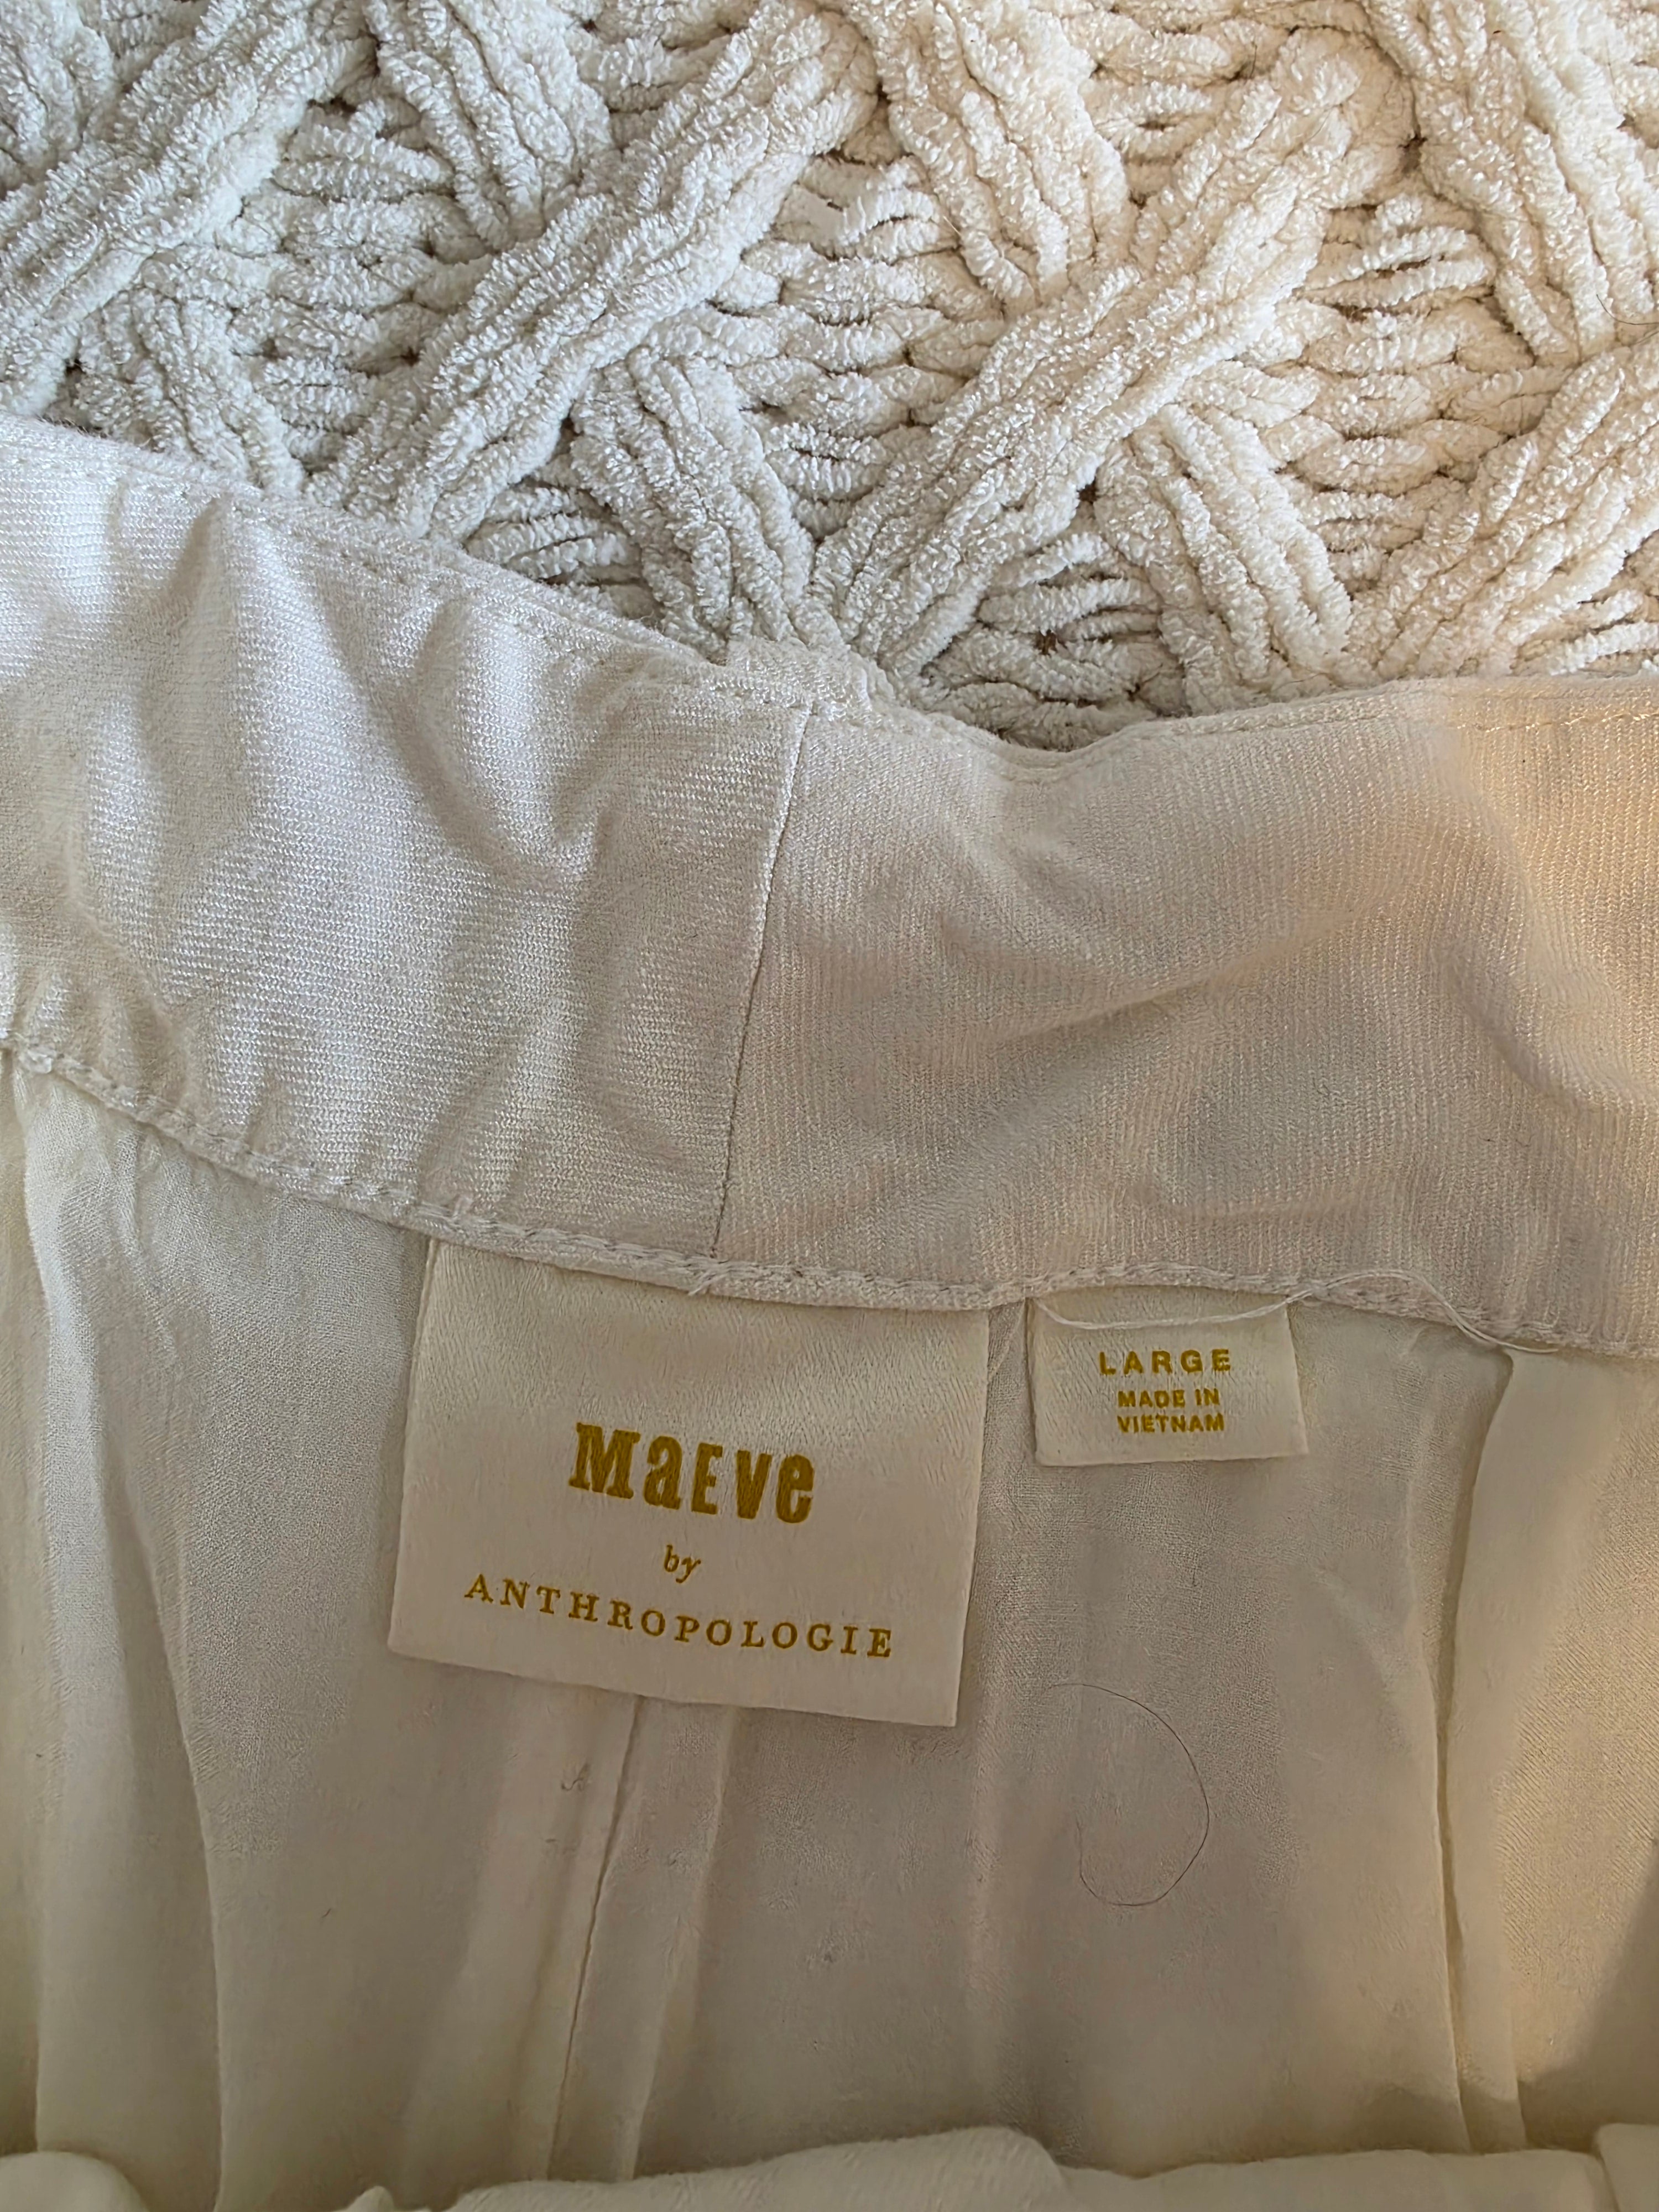 MaEve
by
ANTHROPOLOGIE
LARGE
MADE IN
VIETNAM